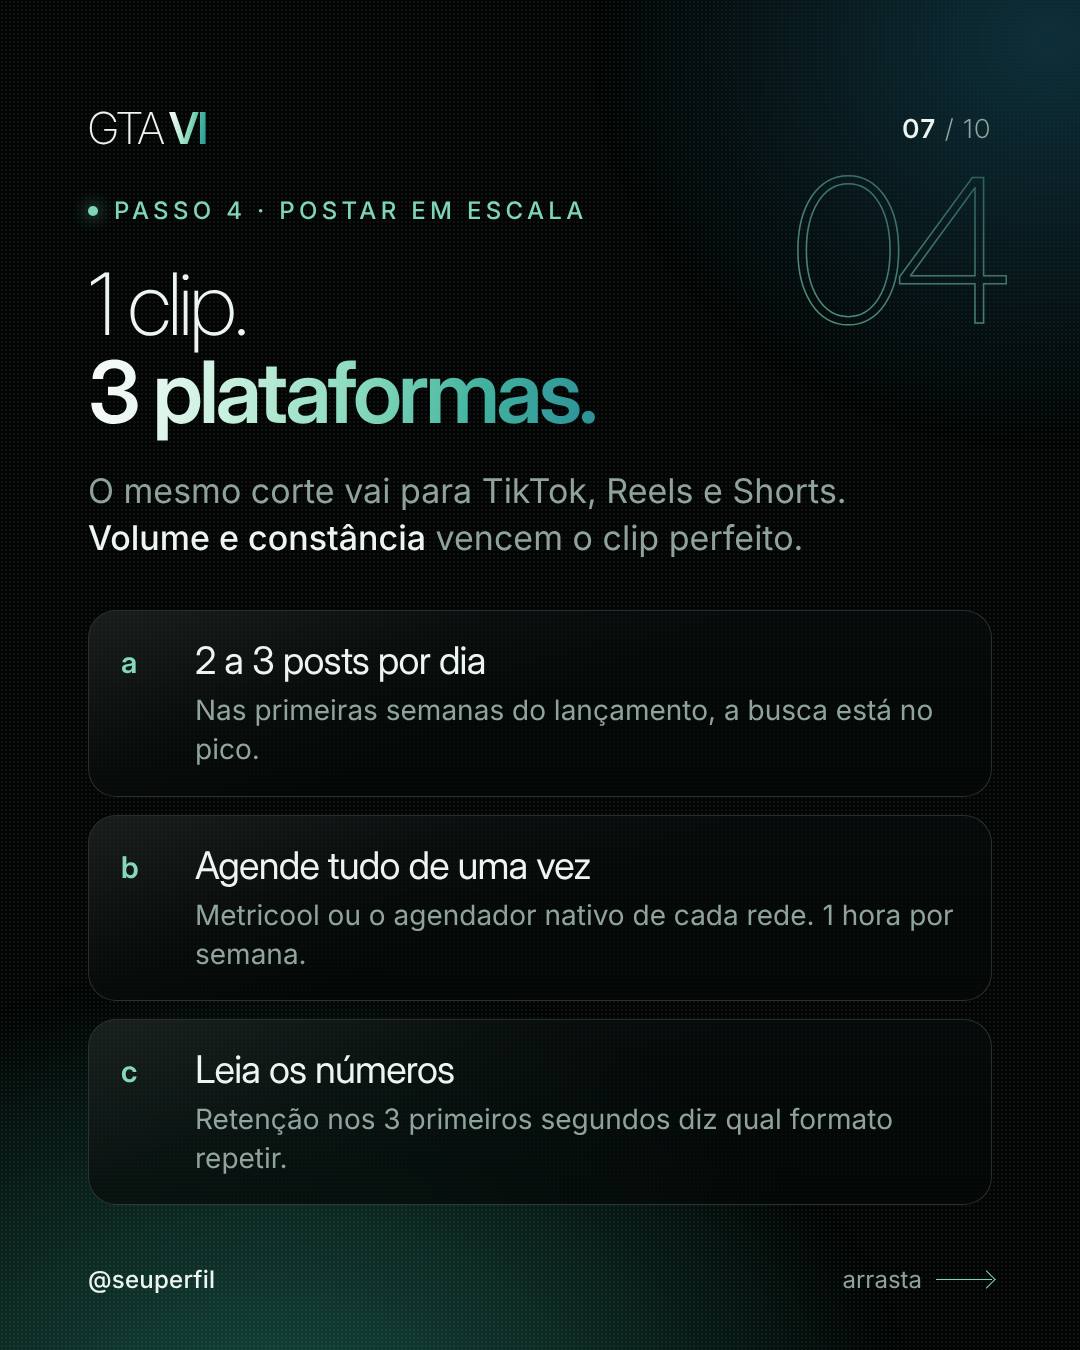 GTA VI
07 / 10
PASSO 4 · POSTAR EM ESCALA
04
1 clip.
3 plataformas.
O mesmo corte vai para TikTok, Reels e Shorts.
Volume e constância vencem o clip perfeito.
a
2 a 3 posts por dia
Nas primeiras semanas do lançamento, a busca está no
pico.
b
Agende tudo de uma vez
Metricool ou o agendador nativo de cada rede. 1 hora por
semana.
c
Leia os números
Retenção nos 3 primeiros segundos diz qual formato
repetir.
@seuperfil
arrasta